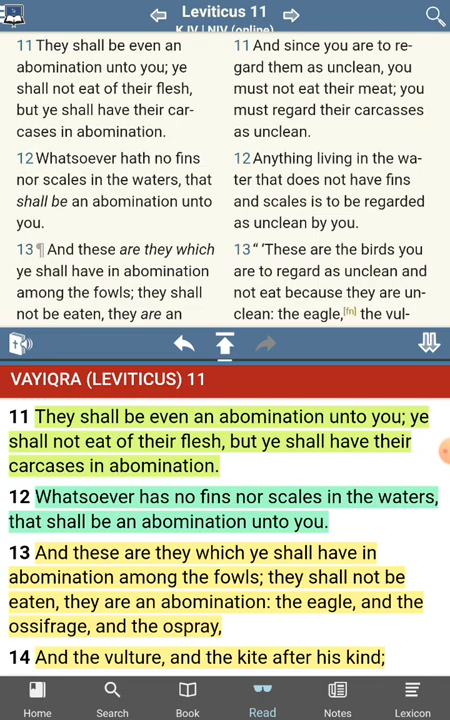 Leviticus 11
KJV | NIV (online)
11 They shall be even an
abomination unto you; ye
shall not eat of their flesh,
but ye shall have their car-
cases in abomination.
12 Whatsoever hath no fins
nor scales in the waters, that
shall be an abomination unto
you.
13 ¶ And these are they which
ye shall have in abomination
among the fowls; they shall
not be eaten, they are an
11 And since you are to re-
gard them as unclean, you
must not eat their meat; you
must regard their carcasses
as unclean.
12 Anything living in the wa-
ter that does not have fins
and scales is to be regarded
as unclean by you.
13 “ ‘These are the birds you
are to regard as unclean and
not eat because they are un-
clean: the eagle,[fn] the vul-
VAYIQRA (LEVITICUS) 11
11 They shall be even an abomination unto you; ye
shall not eat of their flesh, but ye shall have their
carcases in abomination.
12 Whatsoever has no fins nor scales in the waters,
that shall be an abomination unto you.
13 And these are they which ye shall have in
abomination among the fowls; they shall not be
eaten, they are an abomination: the eagle, and the
ossifrage, and the ospray,
14 And the vulture, and the kite after his kind;
Home Search Book Read Notes Lexicon